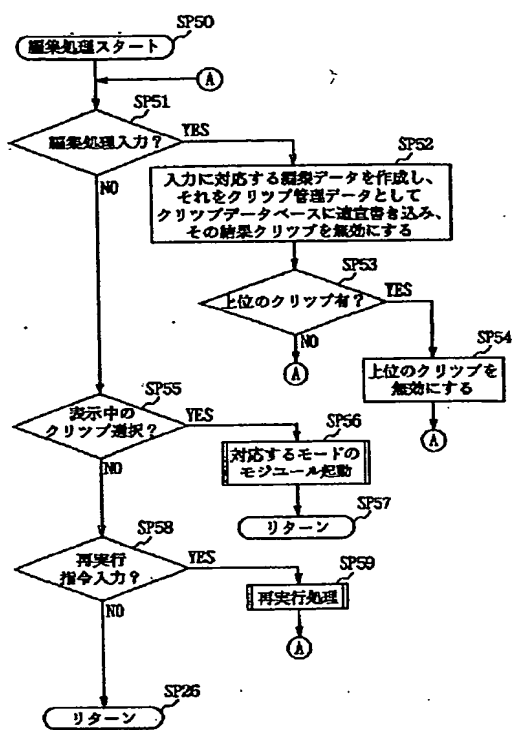 SP50
編集処理スタート
A
SP51
編集処理入力?
YES
NO
SP52
入力に対応する編集データを作成し、
それをクリップ管理データとして
クリップデータベースに適宜書き込み、
その結果クリップを無効にする
SP53
上位のクリップ有?
YES
NO
A
SP54
上位のクリップを
無効にする
A
SP55
表示中の
クリップ選択?
YES
NO
SP56
対応するモードの
モジュール起動
SP57
リターン
SP58
再実行
指令入力?
YES
NO
SP59
再実行処理
A
SP26
リターン